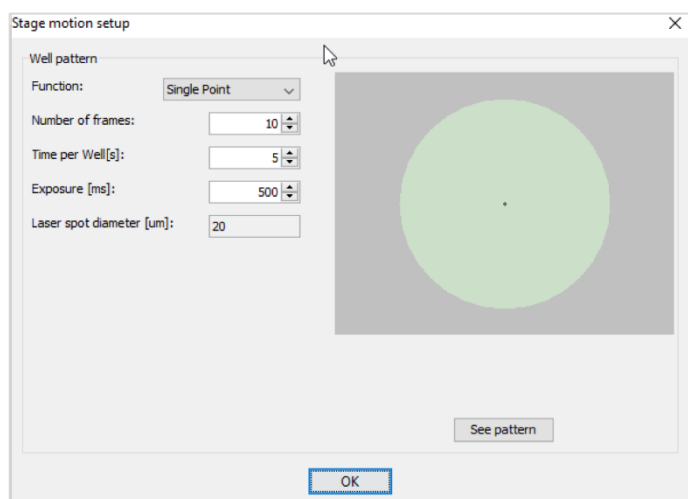 Stage motion setup
Well pattern
Function: Single Point
Number of frames: 10
Time per Well[s]: 5
Exposure [ms]: 500
Laser spot diameter [um]: 20
See pattern
OK